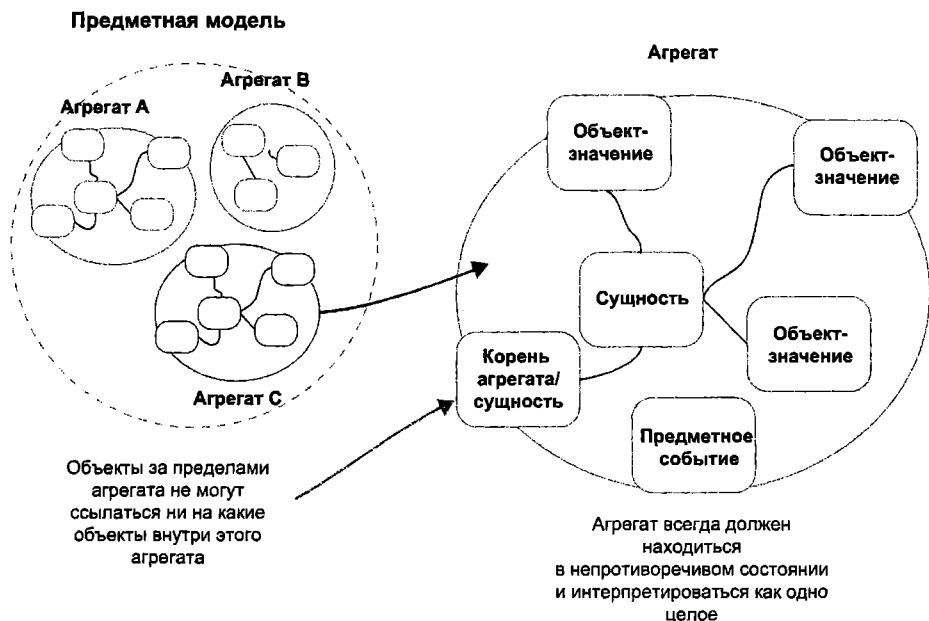 Предметная модель
Агрегат A
Агрегат B
Агрегат C
Объекты за пределами
агрегата не могут
ссылаться ни на какие
объекты внутри этого
агрегата
Агрегат
Объект-
значение
Объект-
значение
Сущность
Объект-
значение
Корень
агрегата/
сущность
Предметное
событие
Агрегат всегда должен
находиться
в непротиворечивом состоянии
и интерпретироваться как одно
целое